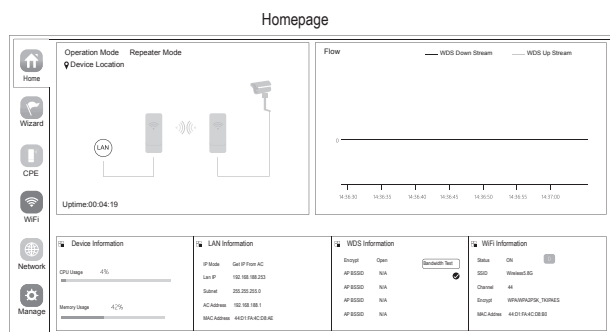 Homepage
Home
Wizard
CPE
WiFi
Network
Manage
Operation Mode Repeater Mode
Device Location
LAN
Uptime:00:04:19
Flow
WDS Down Stream WDS Up Stream
0
14:36:30 14:36:35 14:36:40 14:36:45 14:36:50 14:36:55 14:37:00
Device Information
CPU Usage 4%
Memory Usage 42%
LAN Information
IP Mode Get IP From AC
Lan IP 192.168.188.253
Subnet 255.255.255.0
AC Address 192.168.188.1
MAC Address 44:D1:FA:4C:D8:AE
WDS Information
Encrypt Open Bandwidth Test
AP BSSID N/A
AP BSSID N/A
AP BSSID N/A
AP BSSID N/A
WiFi Information
Status ON
SSID Wireless5.8G
Channel 44
Encrypt WPA/WPA2PSK_TKIPAES
MAC Addrss 44:D1:FA:4C:D8:B0